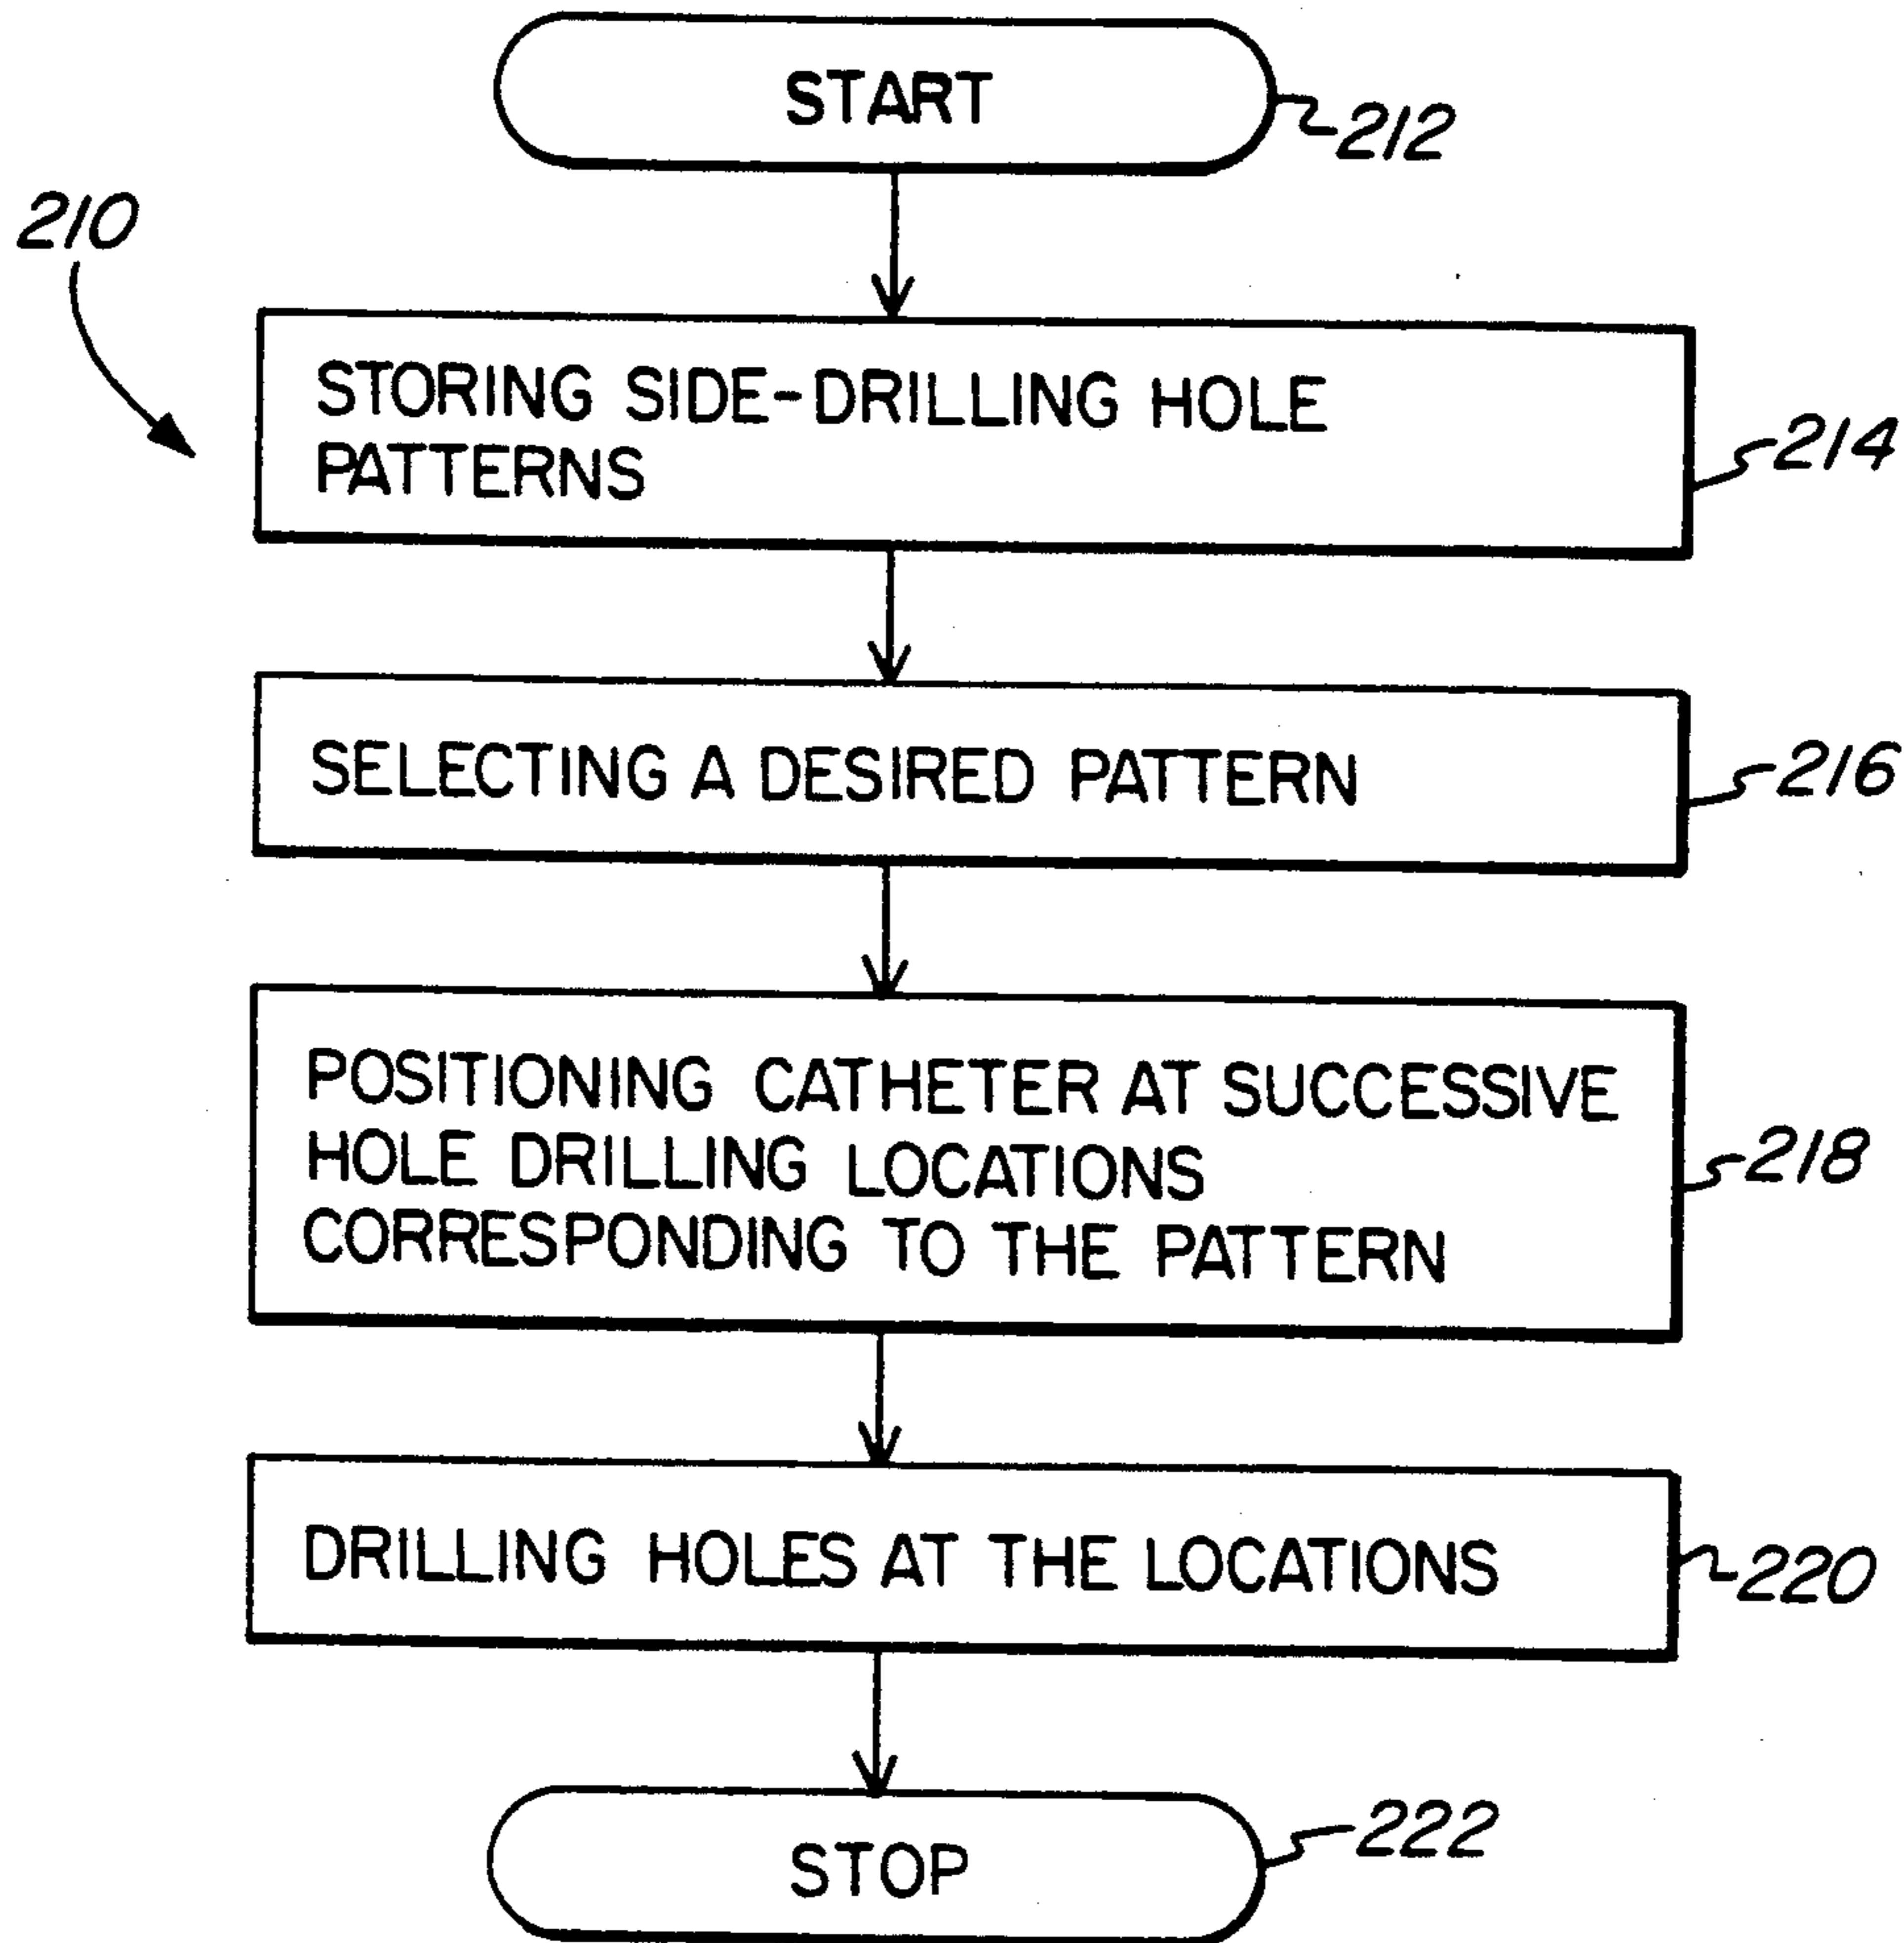 START
212
210
STORING SIDE-DRILLING HOLE
PATTERNS
214
SELECTING A DESIRED PATTERN
216
POSITIONING CATHETER AT SUCCESSIVE
HOLE DRILLING LOCATIONS
CORRESPONDING TO THE PATTERN
218
DRILLING HOLES AT THE LOCATIONS
220
STOP
222